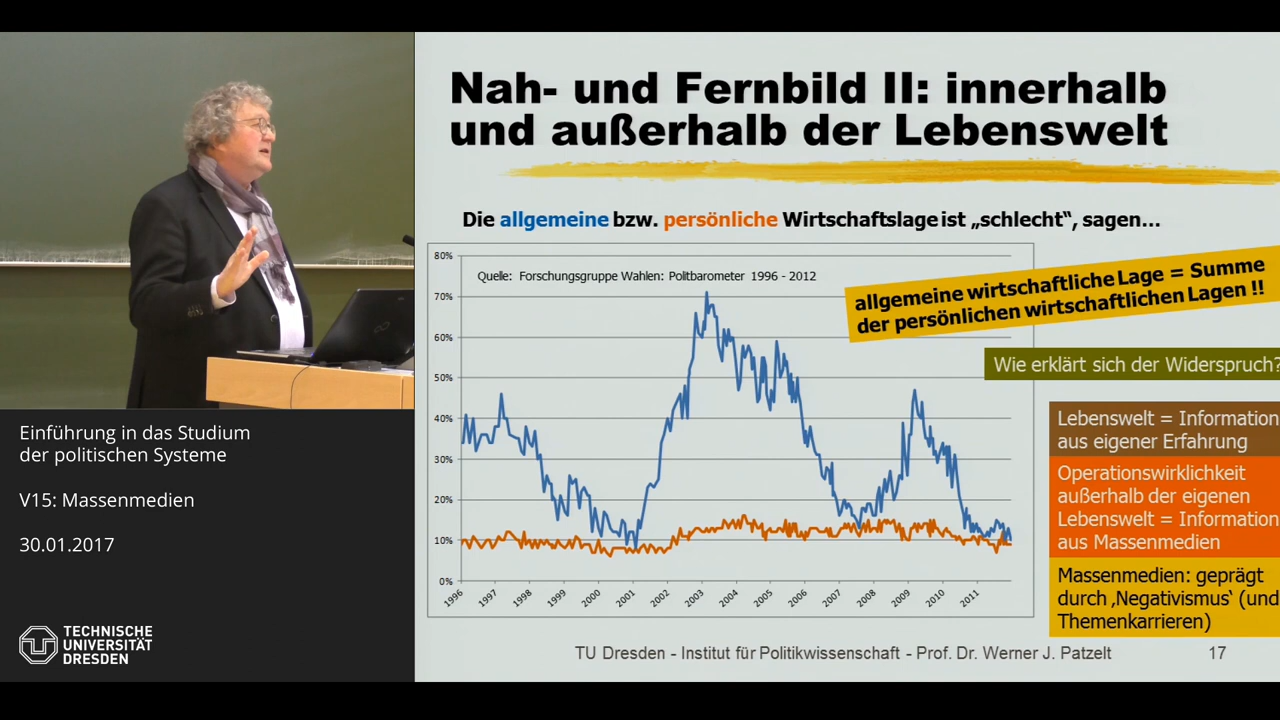 Nah- und Fernbild II: innerhalb
und außerhalb der Lebenswelt
Die allgemeine bzw. persönliche Wirtschaftslage ist „schlecht“, sagen...
Quelle: Forschungsgruppe Wahlen: Politbarometer 1996 - 2012
80%
70%
60%
50%
40%
30%
20%
10%
0%
1996 1997 1998 1999 2000 2001 2002 2003 2004 2005 2006 2007 2008 2009 2010 2011
allgemeine wirtschaftliche Lage = Summe
der persönlichen wirtschaftlichen Lagen !!
Wie erklärt sich der Widerspruch?
Lebenswelt = Information
aus eigener Erfahrung
Operationswirklichkeit
außerhalb der eigenen
Lebenswelt = Information
aus Massenmedien
Massenmedien: geprägt
durch ‚Negativismus‘ (und
Themenkarrieren)
TU Dresden - Institut für Politikwissenschaft - Prof. Dr. Werner J. Patzelt
17
Einführung in das Studium
der politischen Systeme
V15: Massenmedien
30.01.2017
TECHNISCHE
UNIVERSITÄT
DRESDEN